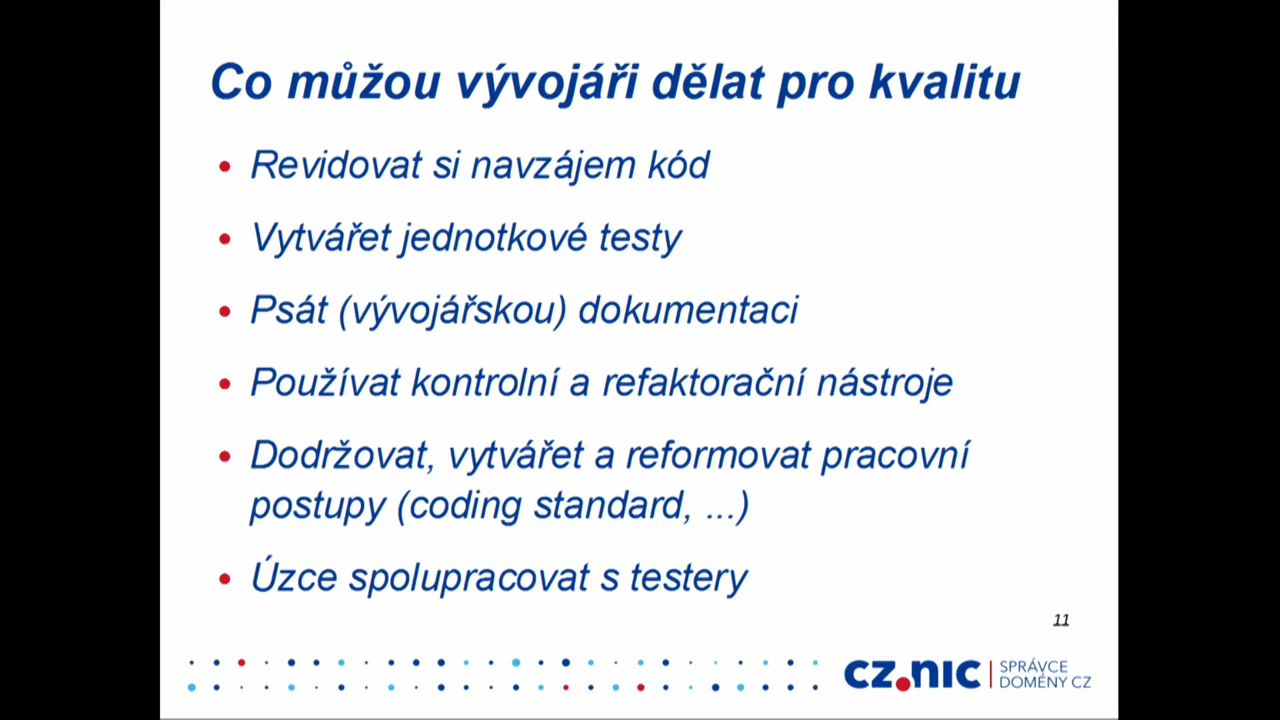 Co můžou vývojáři dělat pro kvalitu
• Revidovat si navzájem kód
• Vytvářet jednotkové testy
• Psát (vývojářskou) dokumentaci
• Používat kontrolní a refaktorační nástroje
• Dodržovat, vytvářet a reformovat pracovní
postupy (coding standard, ...)
• Úzce spolupracovat s testery
11
CZ.NIC | SPRÁVCE
DOMÉNY CZ